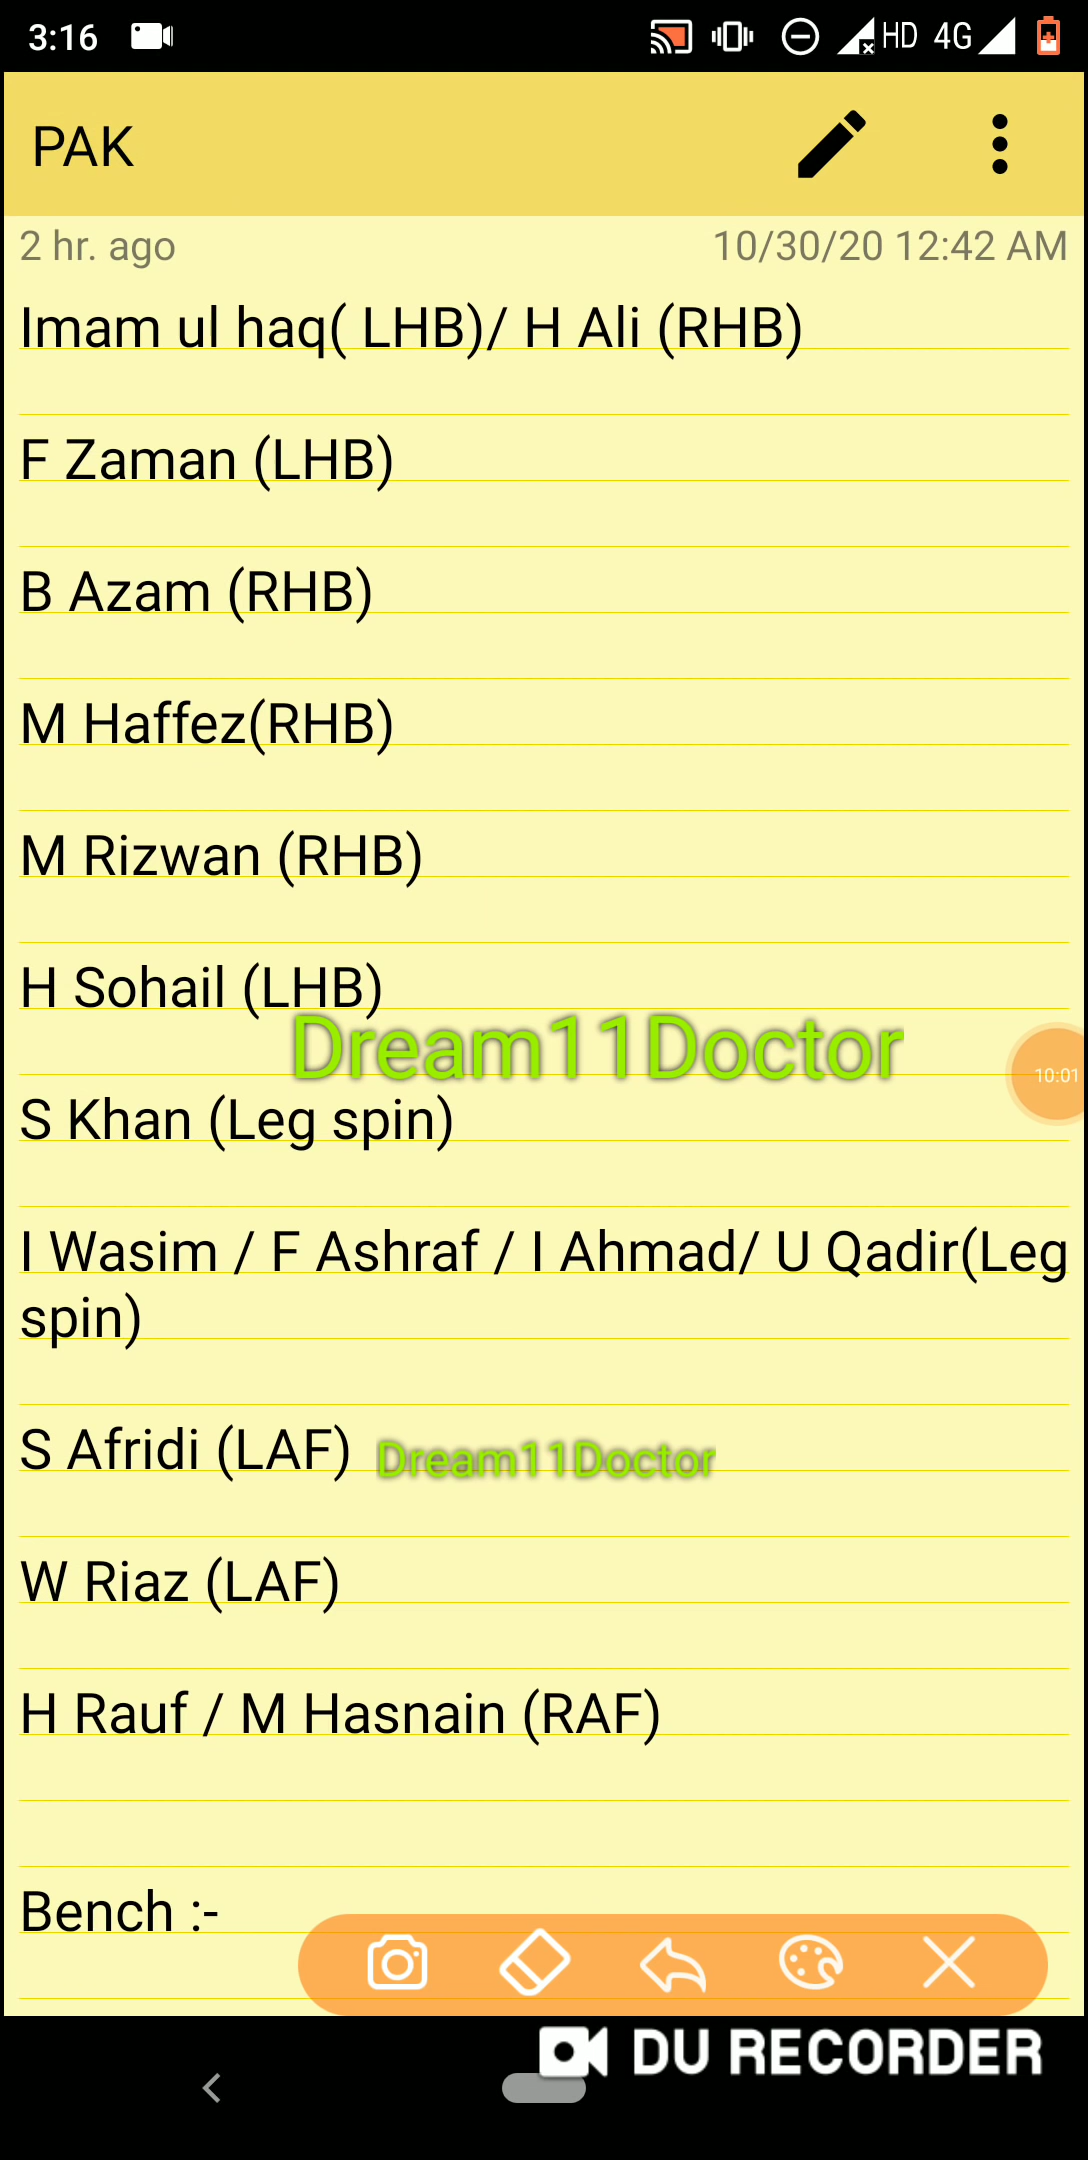 3:16 HD 4G
PAK
2 hr. ago 10/30/20 12:42 AM
Imam ul haq( LHB)/ H Ali (RHB)
F Zaman (LHB)
B Azam (RHB)
M Haffez(RHB)
M Rizwan (RHB)
H Sohail (LHB)
Dream11Doctor
10:01
S Khan (Leg spin)
I Wasim / F Ashraf / I Ahmad/ U Qadir(Leg
spin)
S Afridi (LAF) Dream11Doctor
W Riaz (LAF)
H Rauf / M Hasnain (RAF)
Bench :-
DU RECORDER